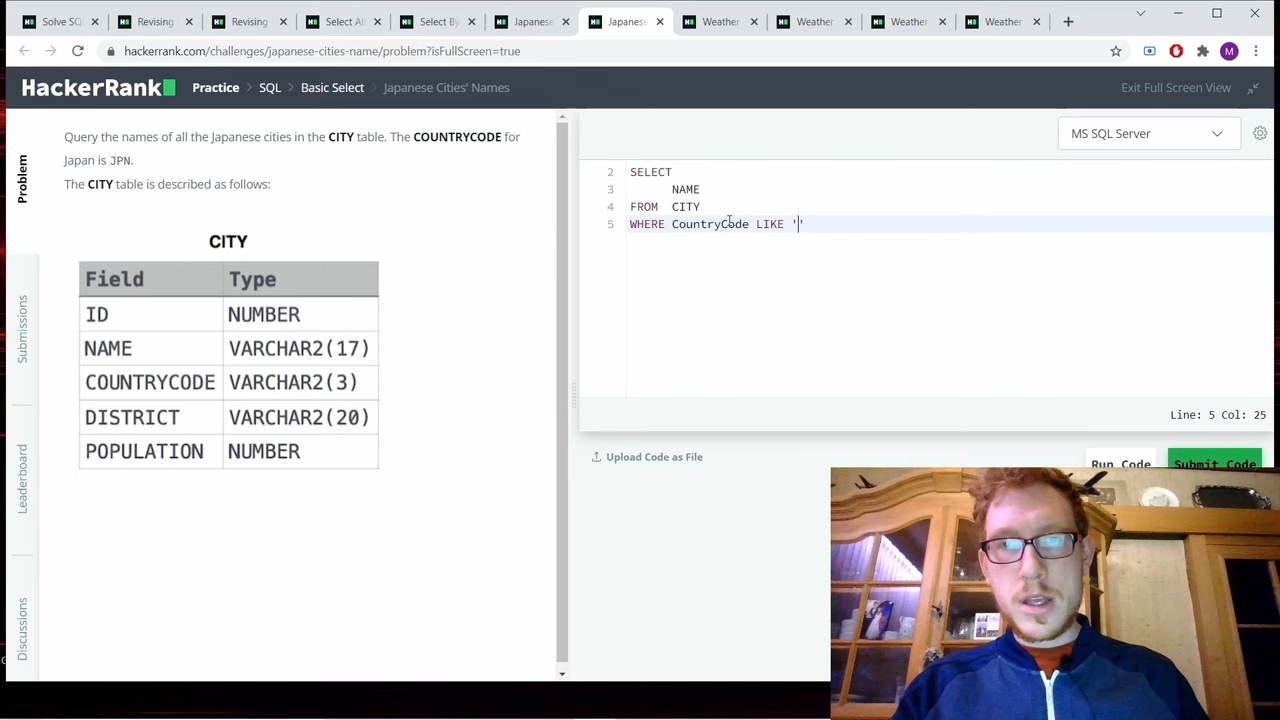 Solve SQ
Revising
Revising
Select Al
Select By
Japanese
Japanese
Weather
Weather
Weather
Weather
hackerrank.com/challenges/japanese-cities-name/problem?isFullScreen=true
M
HackerRank
Practice > SQL > Basic Select > Japanese Cities' Names
Exit Full Screen View
Problem
Submissions
Leaderboard
Discussions
Query the names of all the Japanese cities in the CITY table. The COUNTRYCODE for
Japan is JPN.
The CITY table is described as follows:
CITY
Field Type
ID NUMBER
NAME VARCHAR2(17)
COUNTRYCODE VARCHAR2(3)
DISTRICT VARCHAR2(20)
POPULATION NUMBER
MS SQL Server
2 SELECT
3 NAME
4 FROM CITY
5 WHERE CountryCode LIKE ''
Line: 5 Col: 25
Upload Code as File
Run Code
Submit Code